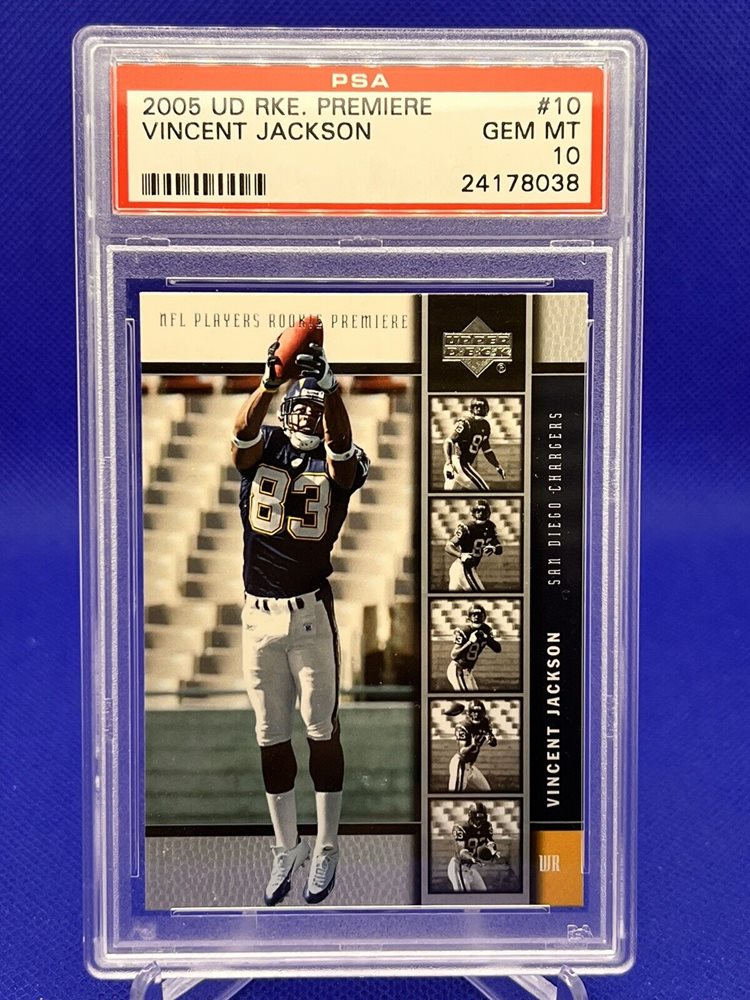 PSA
2005 UD RKE. PREMIERE #10
VINCENT JACKSON GEM MT
10
24178038
NFL PLAYERS ROOKIE PREMIERE
UPPER
DECK
®
83
SAN DIEGO CHARGERS
VINCENT JACKSON
WR